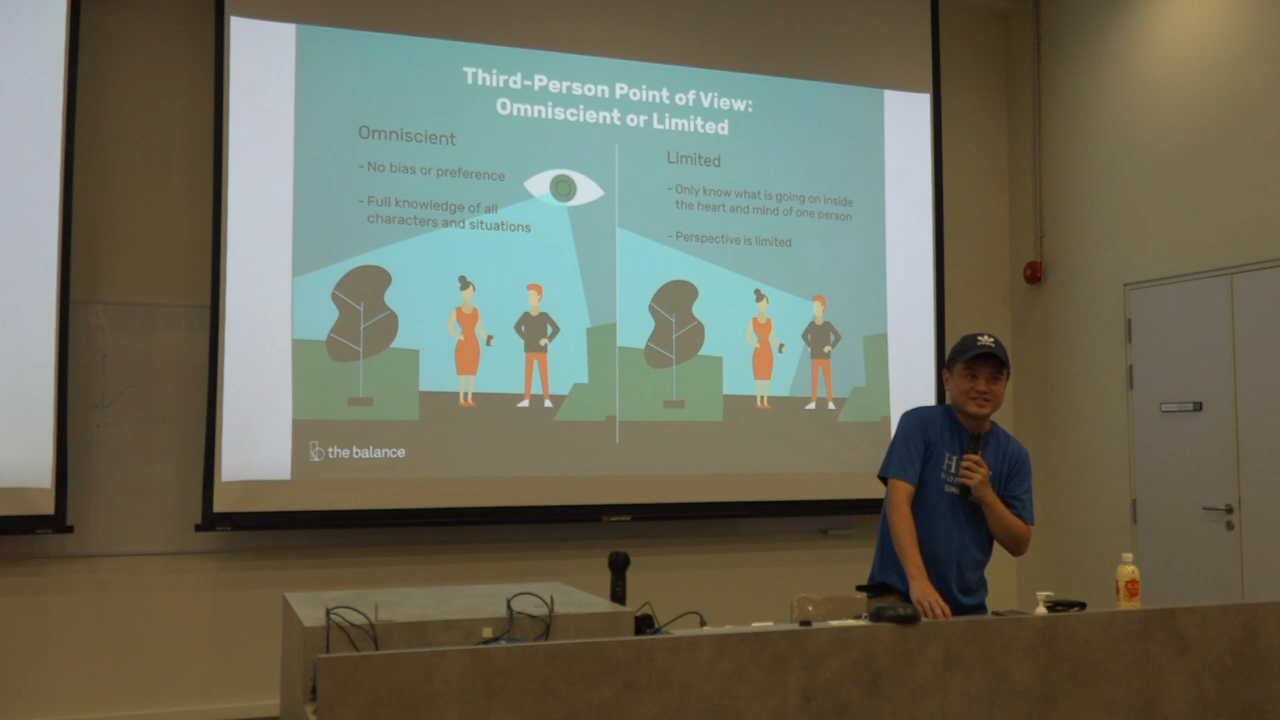 Third-Person Point of View:
Omniscient or Limited
Omniscient
- No bias or preference
- Full knowledge of all
characters and situations
Limited
- Only know what is going on inside
the heart and mind of one person
- Perspective is limited
the balance